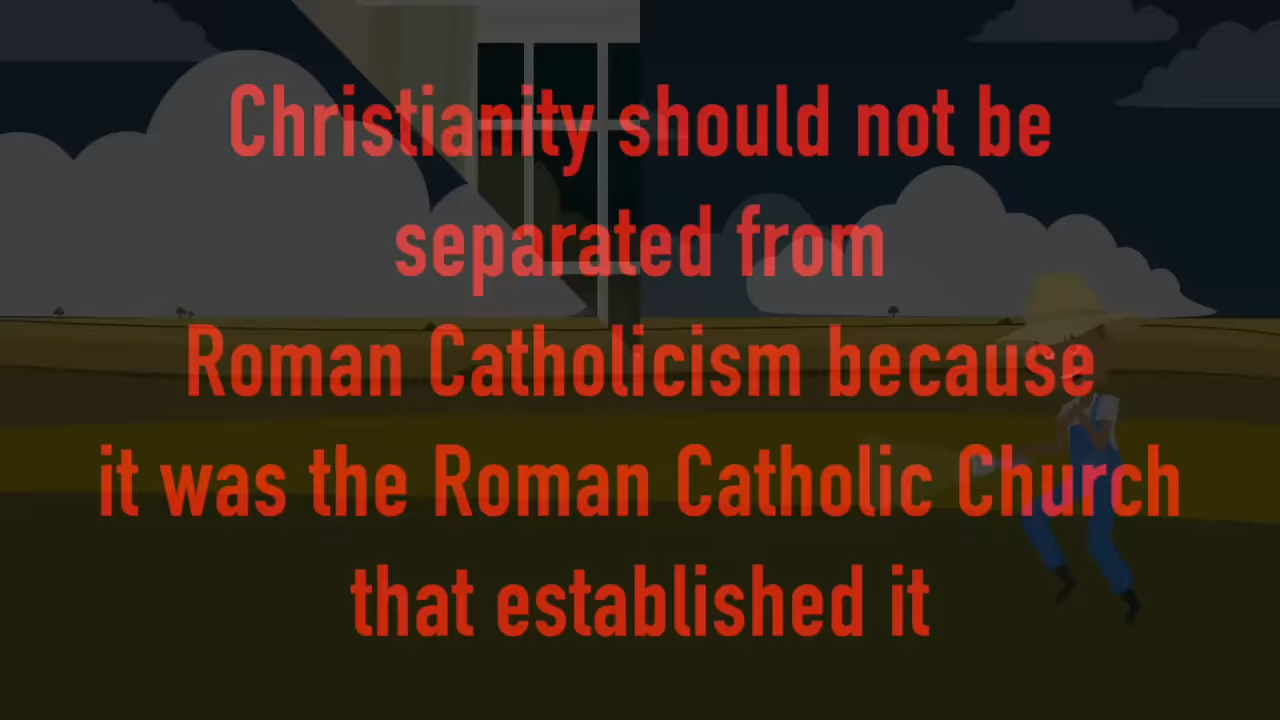 Christianity should not be
separated from
Roman Catholicism because
it was the Roman Catholic Church
that established it